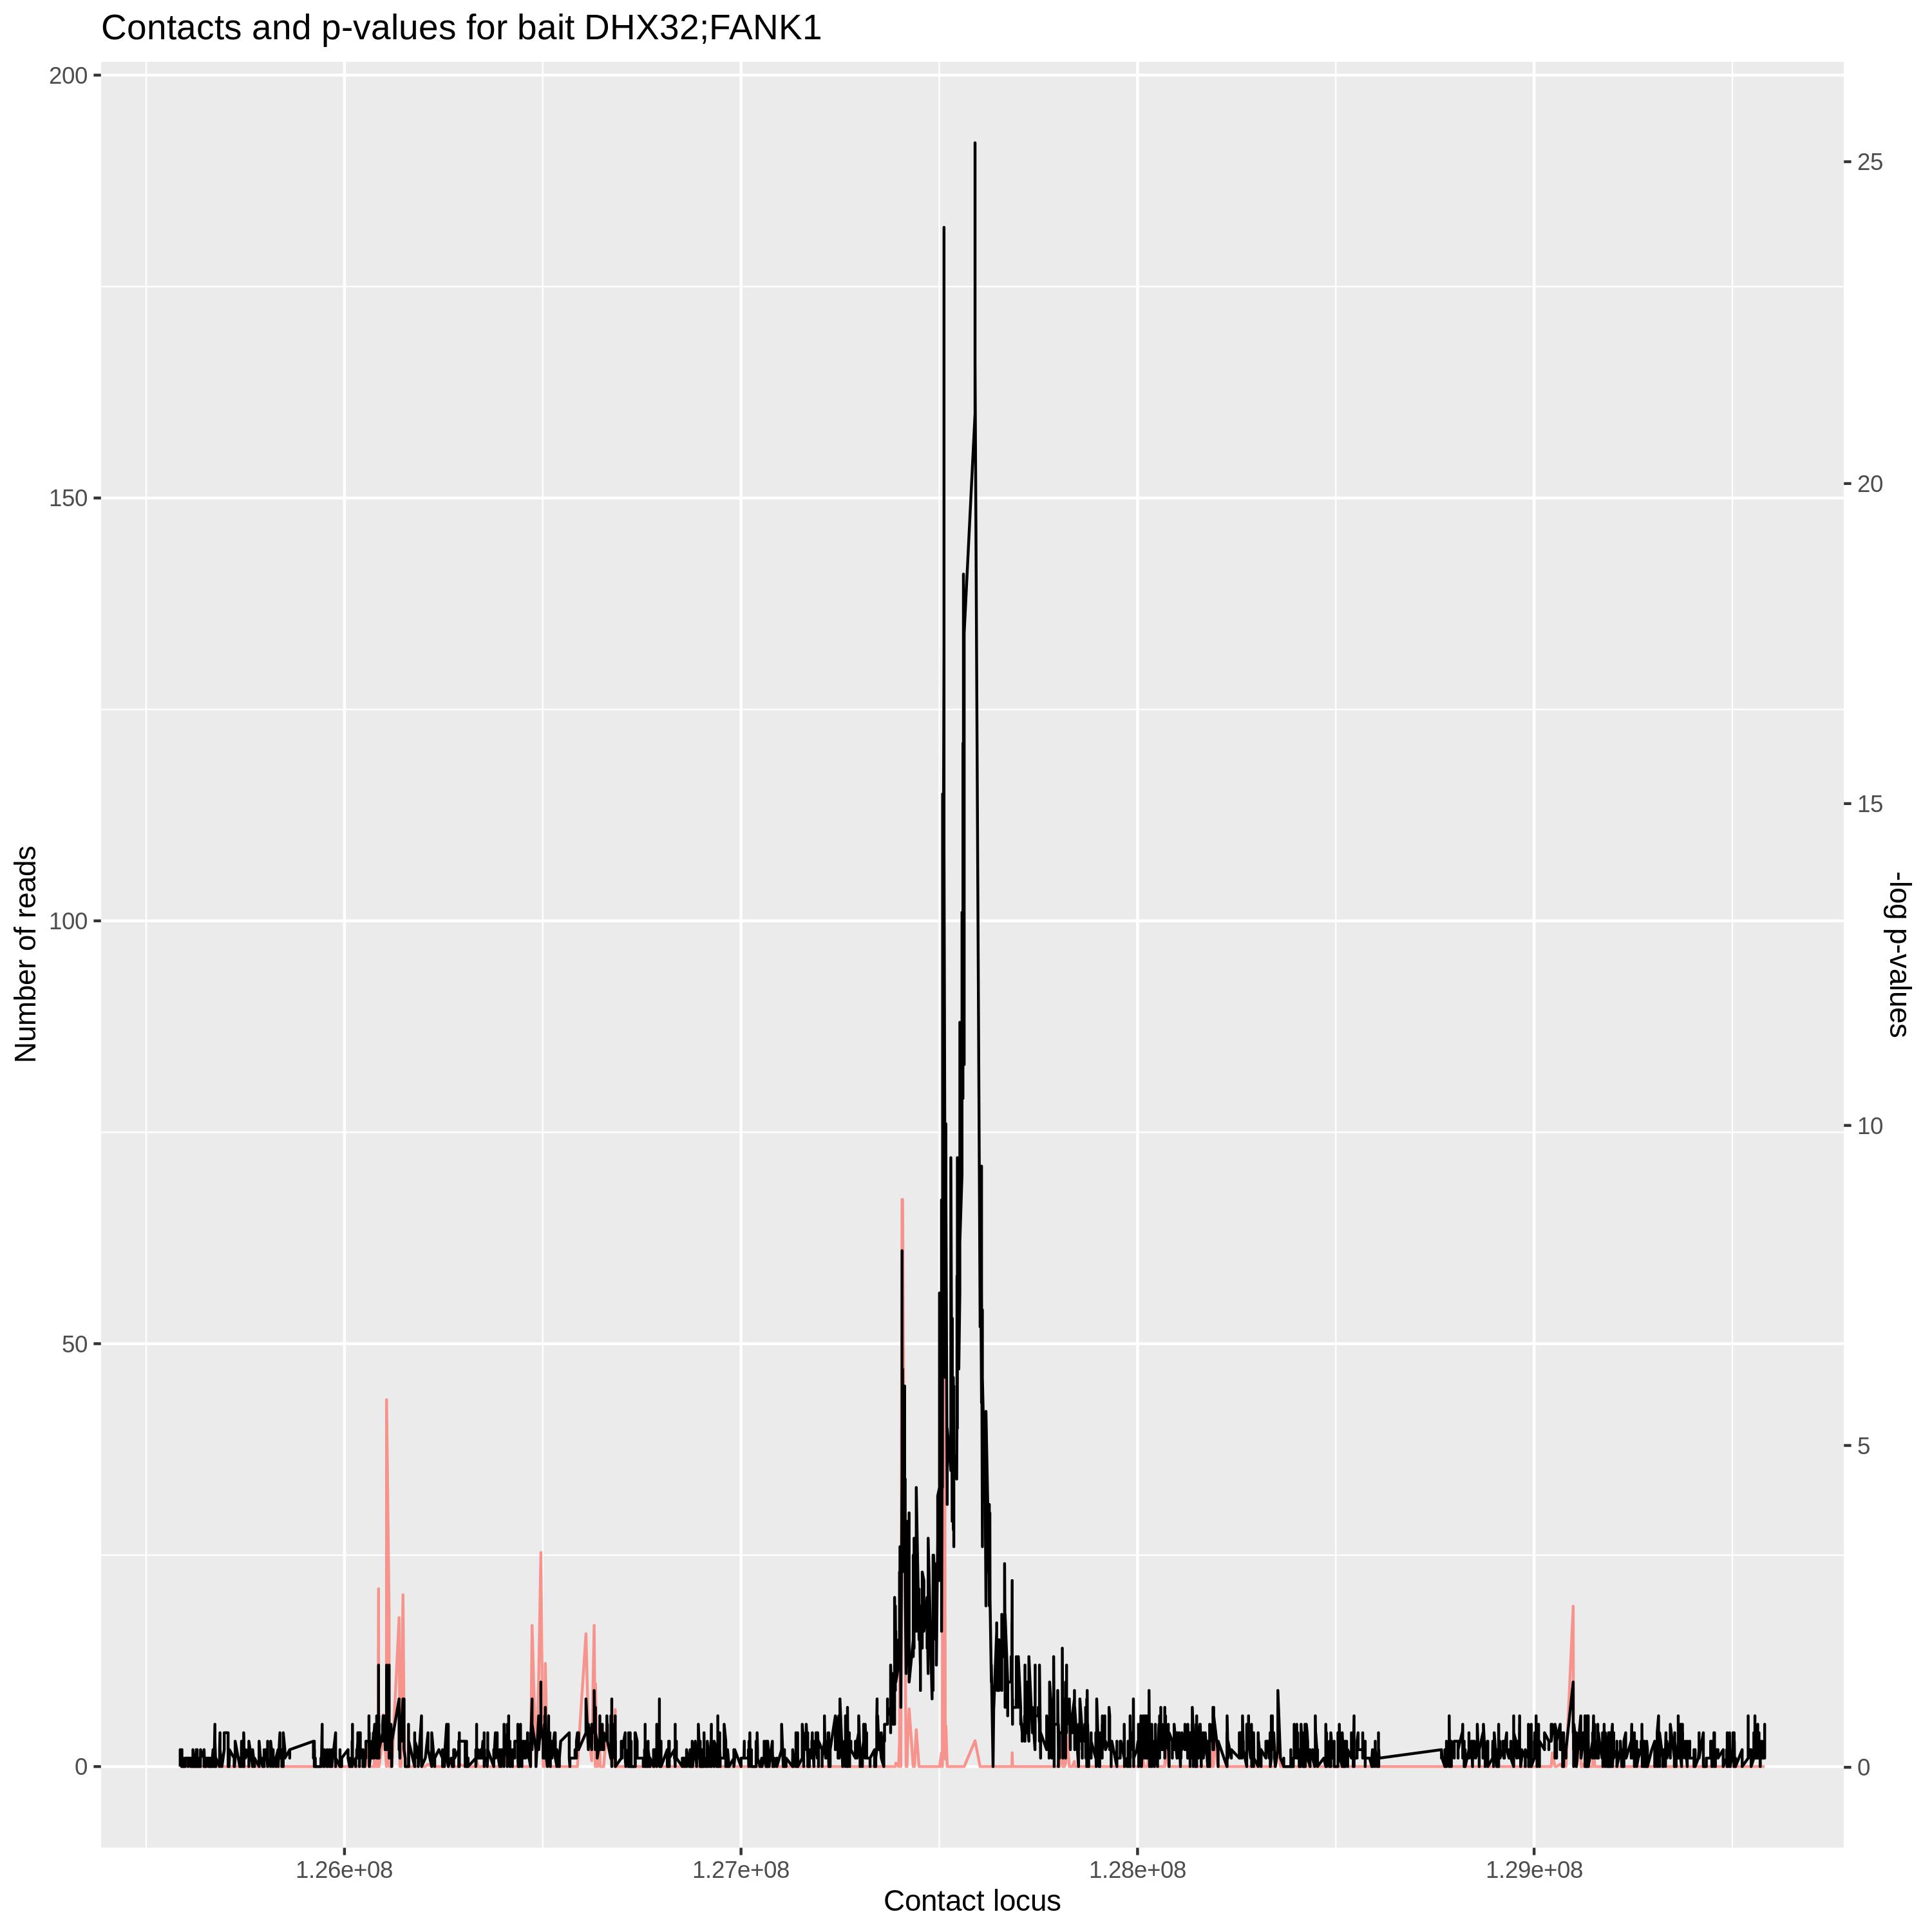 Contacts and p-values for bait DHX32;FANK1
200
150
100
50
0
Number of reads
25
20
15
10
5
0
-log p-values
1.26e+08
1.27e+08
1.28e+08
1.29e+08
Contact locus